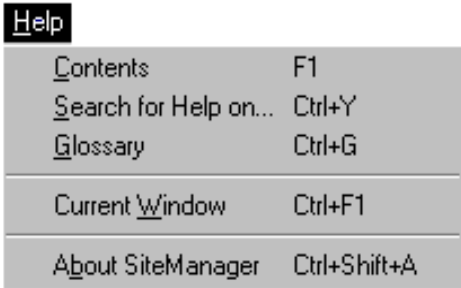 Help
Contents F1
Search for Help on... Ctrl+Y
Glossary Ctrl+G
Current Window Ctrl+F1
About SiteManager Ctrl+Shift+A